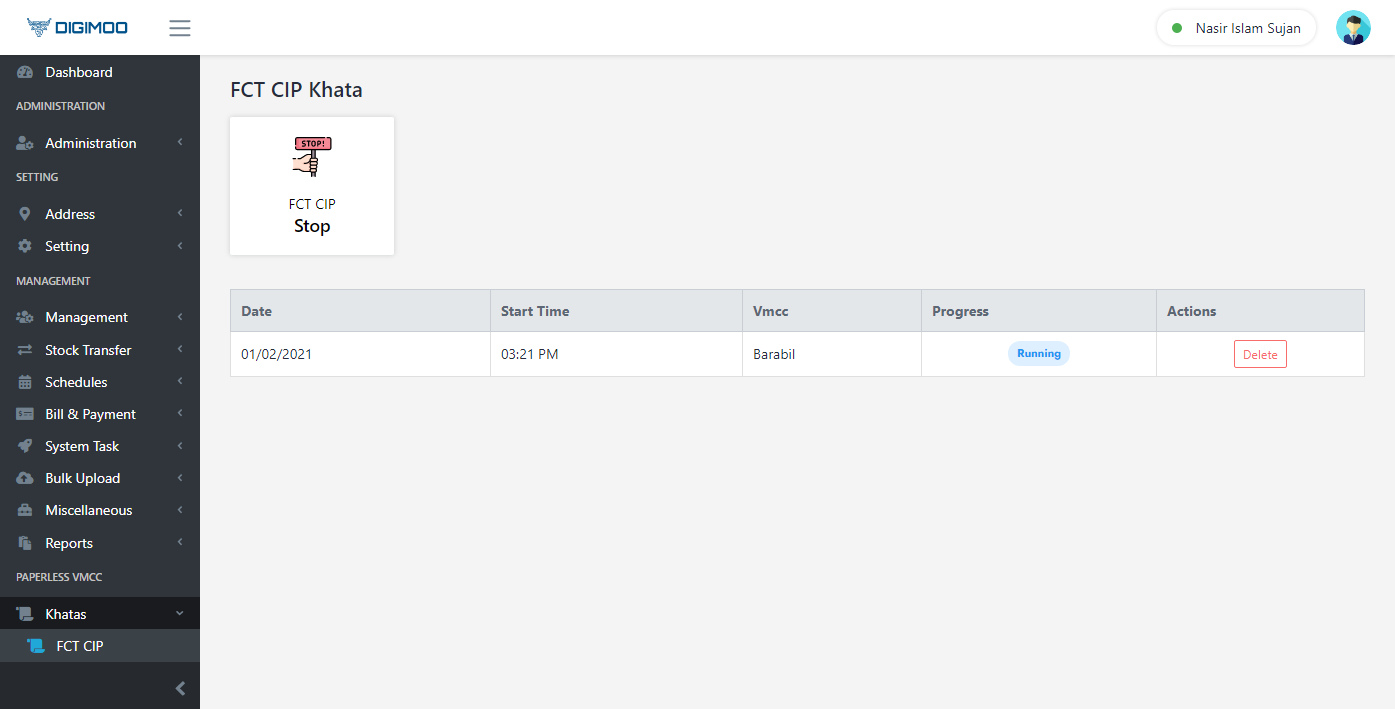 DIGIMOO
Nasir Islam Sujan
Dashboard
ADMINISTRATION
Administration
SETTING
Address
Setting
MANAGEMENT
Management
Stock Transfer
Schedules
Bill & Payment
System Task
Bulk Upload
Miscellaneous
Reports
PAPERLESS VMCC
Khatas
FCT CIP
FCT CIP Khata
STOP!
FCT CIP
Stop
Date Start Time Vmcc Progress Actions
01/02/2021 03:21 PM Barabil Running Delete